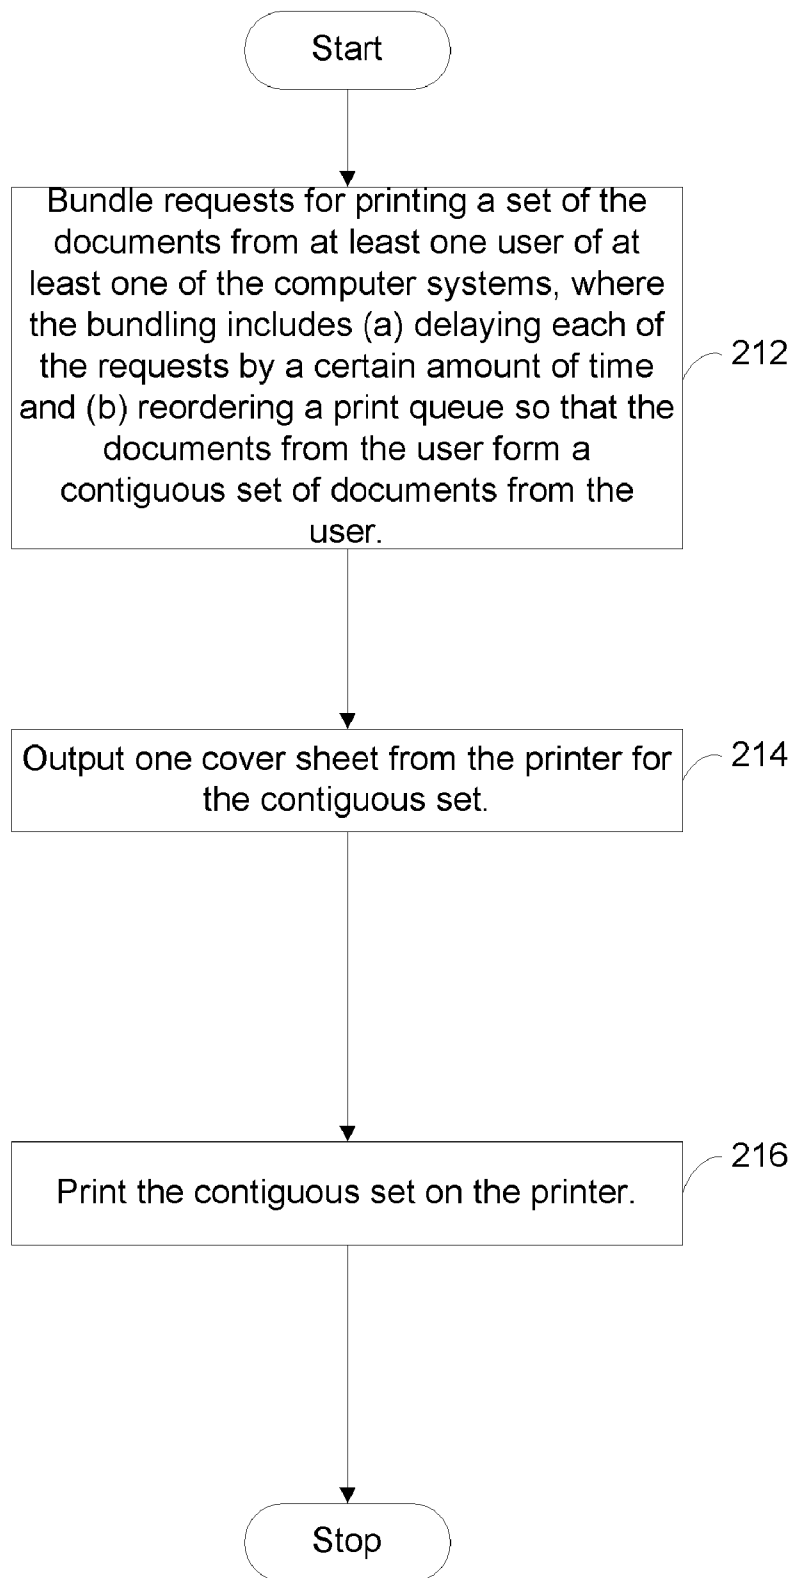 Start
Bundle requests for printing a set of the
documents from at least one user of at
least one of the computer systems, where
the bundling includes (a) delaying each of
the requests by a certain amount of time
and (b) reordering a print queue so that the
documents from the user form a
contiguous set of documents from the
user.
212
Output one cover sheet from the printer for
the contiguous set.
214
Print the contiguous set on the printer.
216
Stop